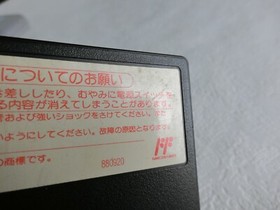 についてのお願い
き差ししたり、むやみに電源スイッチを
る内容が消えてしまうことがあります。
および強いショックをさけてください。
いようにしてください。故障の原因となります。
の商標です。
880920